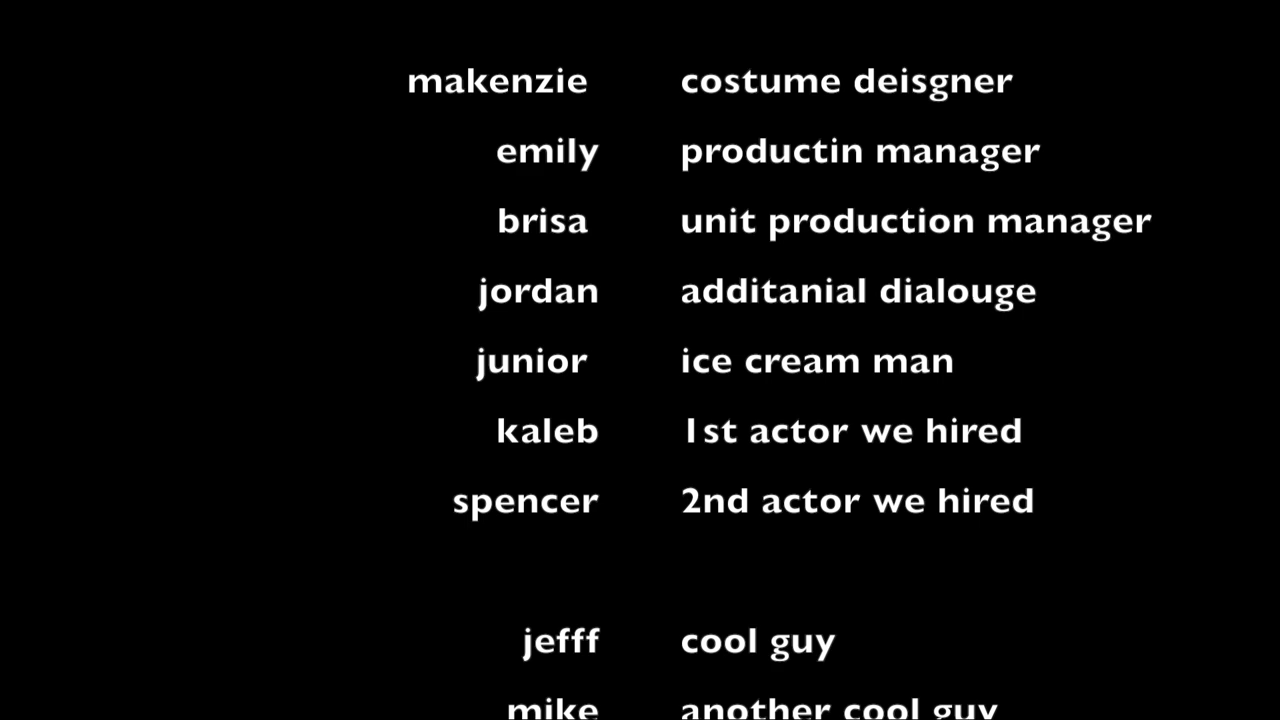 makenzie costume deisgner
emily productin manager
brisa unit production manager
jordan additanial dialouge
junior ice cream man
kaleb 1st actor we hired
spencer 2nd actor we hired
jefff cool guy
mike another cool guy